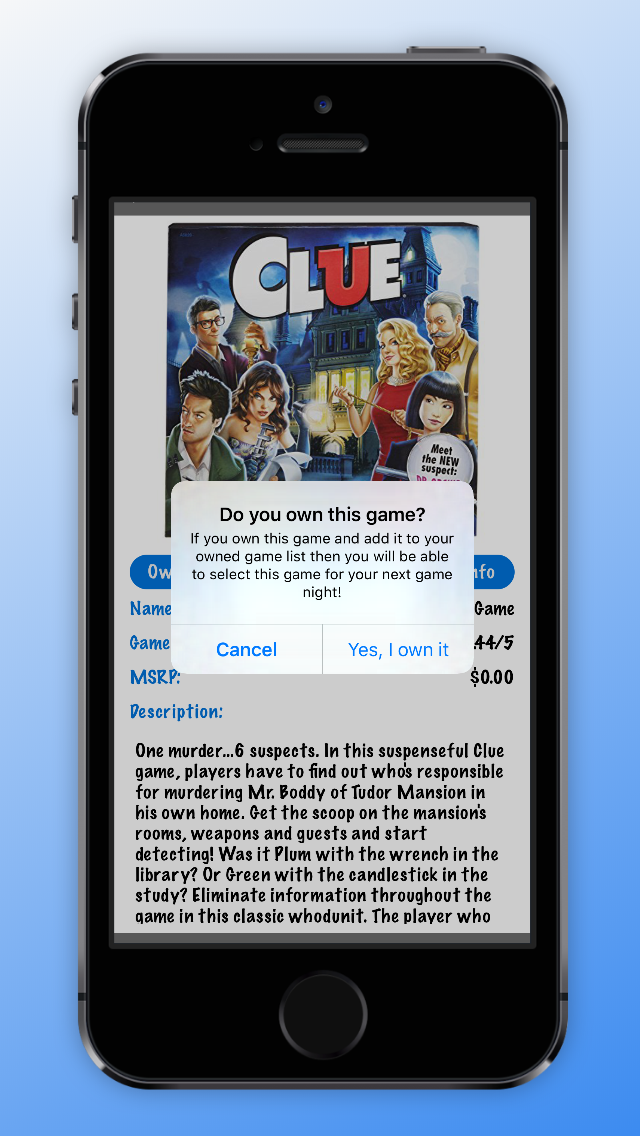 CLUE
Meet
the NEW
suspect:
Do you own this game?
If you own this game and add it to your
owned game list then you will be able
to select this game for your next game
night!
Cancel
Yes, I own it
Name
Game
Game
44/5
MSRP:
$0.00
Description:
One murder...6 suspects. In this suspenseful Clue
game, players have to find out who's responsible
for murdering Mr. Boddy of Tudor Mansion in
his own home. Get the scoop on the mansion's
rooms, weapons and guests and start
detecting! Was it Plum with the wrench in the
library? Or Green with the candlestick in the
study? Eliminate information throughout the
game in this classic whodunit. The player who